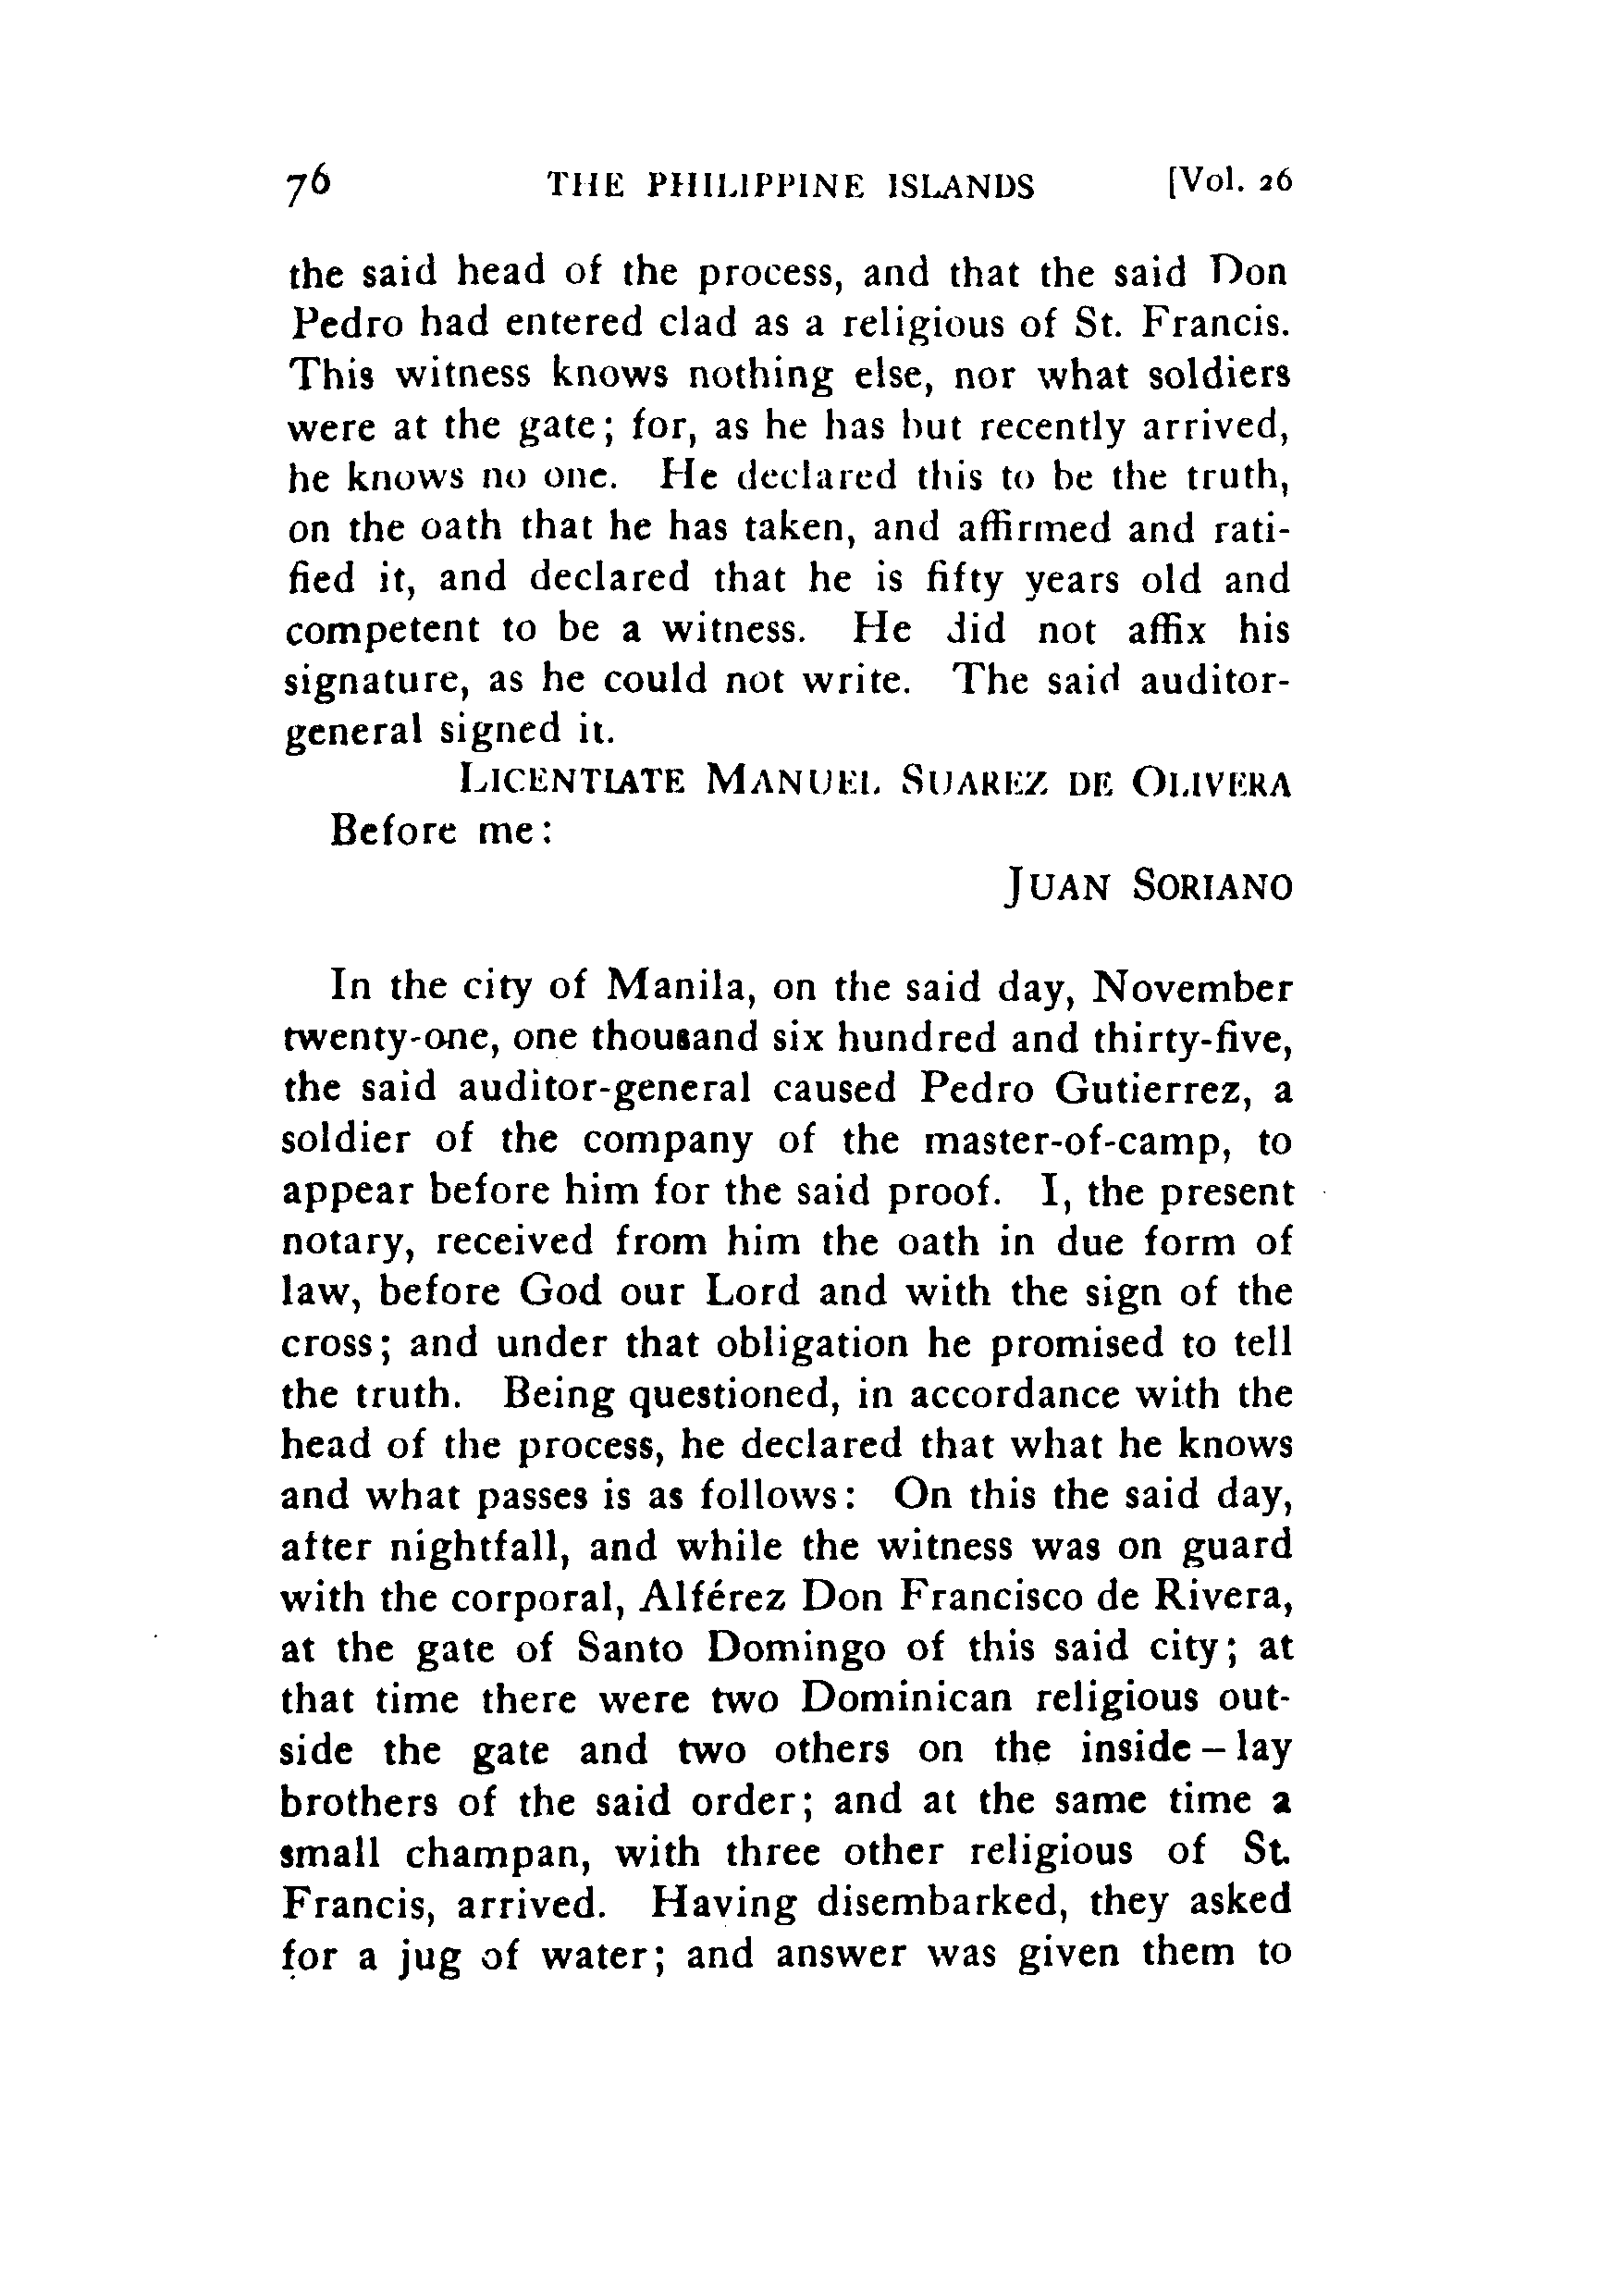 76 THE PHILIPPINE ISLANDS [Vol. 26
the said head of the process, and that the said Don
Pedro had entered clad as a religious of St. Francis.
This witness knows nothing else, nor what soldiers
were at the gate; for, as he has but recently arrived,
he knows no one. He declared this to be the truth,
on the oath that he has taken, and affirmed and rati-
fied it, and declared that he is fifty years old and
competent to be a witness. He did not affix his
signature, as he could not write. The said auditor-
general signed it.
LICENTIATE MANUEL SUAREZ DE OLIVERA
Before me:
JUAN SORIANO
In the city of Manila, on the said day, November
twenty-one, one thousand six hundred and thirty-five,
the said auditor-general caused Pedro Gutierrez, a
soldier of the company of the master-of-camp, to
appear before him for the said proof. I, the present
notary, received from him the oath in due form of
law, before God our Lord and with the sign of the
cross; and under that obligation he promised to tell
the truth. Being questioned, in accordance with the
head of the process, he declared that what he knows
and what passes is as follows: On this the said day,
after nightfall, and while the witness was on guard
with the corporal, Alférez Don Francisco de Rivera,
at the gate of Santo Domingo of this said city; at
that time there were two Dominican religious out-
side the gate and two others on the inside – lay
brothers of the said order; and at the same time a
small champan, with three other religious of St.
Francis, arrived. Having disembarked, they asked
for a jug of water; and answer was given them to